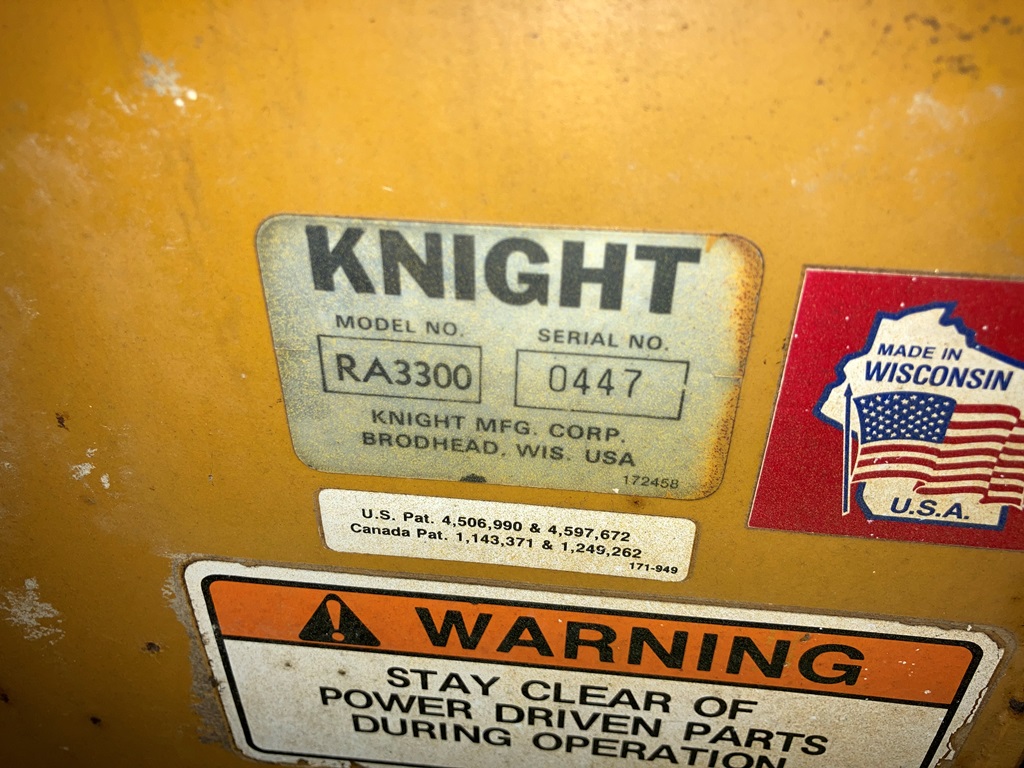 KNIGHT
MODEL NO. SERIAL NO.
RA3300 0447
KNIGHT MFG. CORP.
BRODHEAD, WIS. USA
172458
MADE IN
WISCONSIN
U.S.A.
U.S. Pat. 4,506,990 & 4,597,672
Canada Pat. 1,143,371 & 1,249,262
171-949
WARNING
STAY CLEAR OF
POWER DRIVEN PARTS
DURING OPERATION